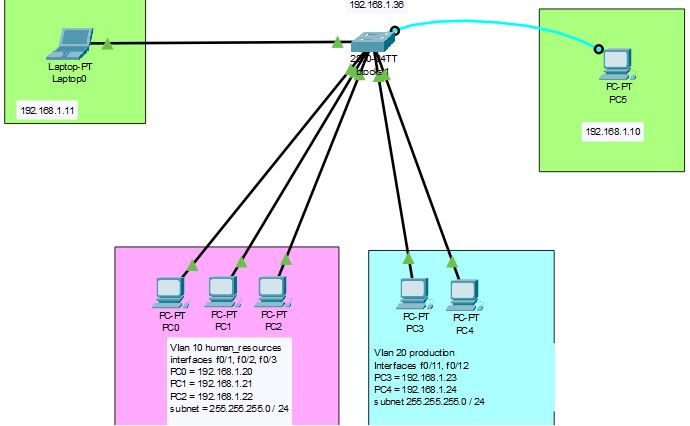 192.168.1.36
Laptop-PT
Laptop0
192.168.1.11
PC-PT
PC5
192.168.1.10
PC-PT
PC0
PC-PT
PC1
PC-PT
PC2
PC-PT
PC3
PC-PT
PC4
Vlan 10 human_resources
interfaces f0/1, f0/2, f0/3
PC0 = 192.168.1.20
PC1 = 192.168.1.21
PC2 = 192.168.1.22
subnet = 255.255.255.0 / 24
Vlan 20 production
Interfaces f0/11, f0/12
PC3 = 192.168.1.23
PC4 = 192.168.1.24
subnet 255.255.255.0 / 24